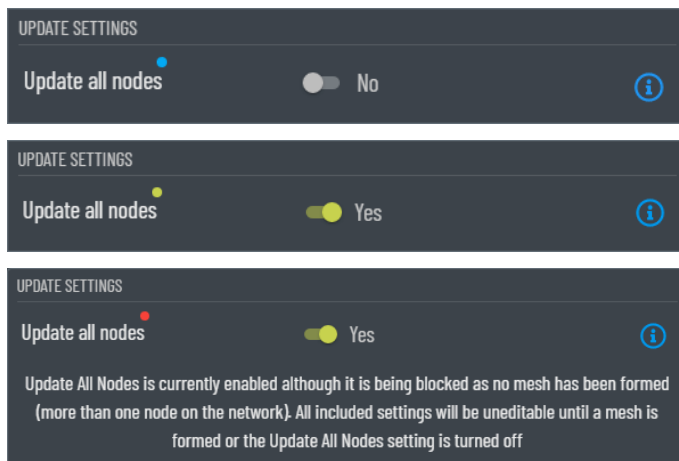 UPDATE SETTINGS
Update all nodes No
UPDATE SETTINGS
Update all nodes Yes
UPDATE SETTINGS
Update all nodes Yes
Update All Nodes is currently enabled although it is being blocked as no mesh has been formed
(more than one node on the network). All included settings will be uneditable until a mesh is
formed or the Update All Nodes setting is turned off